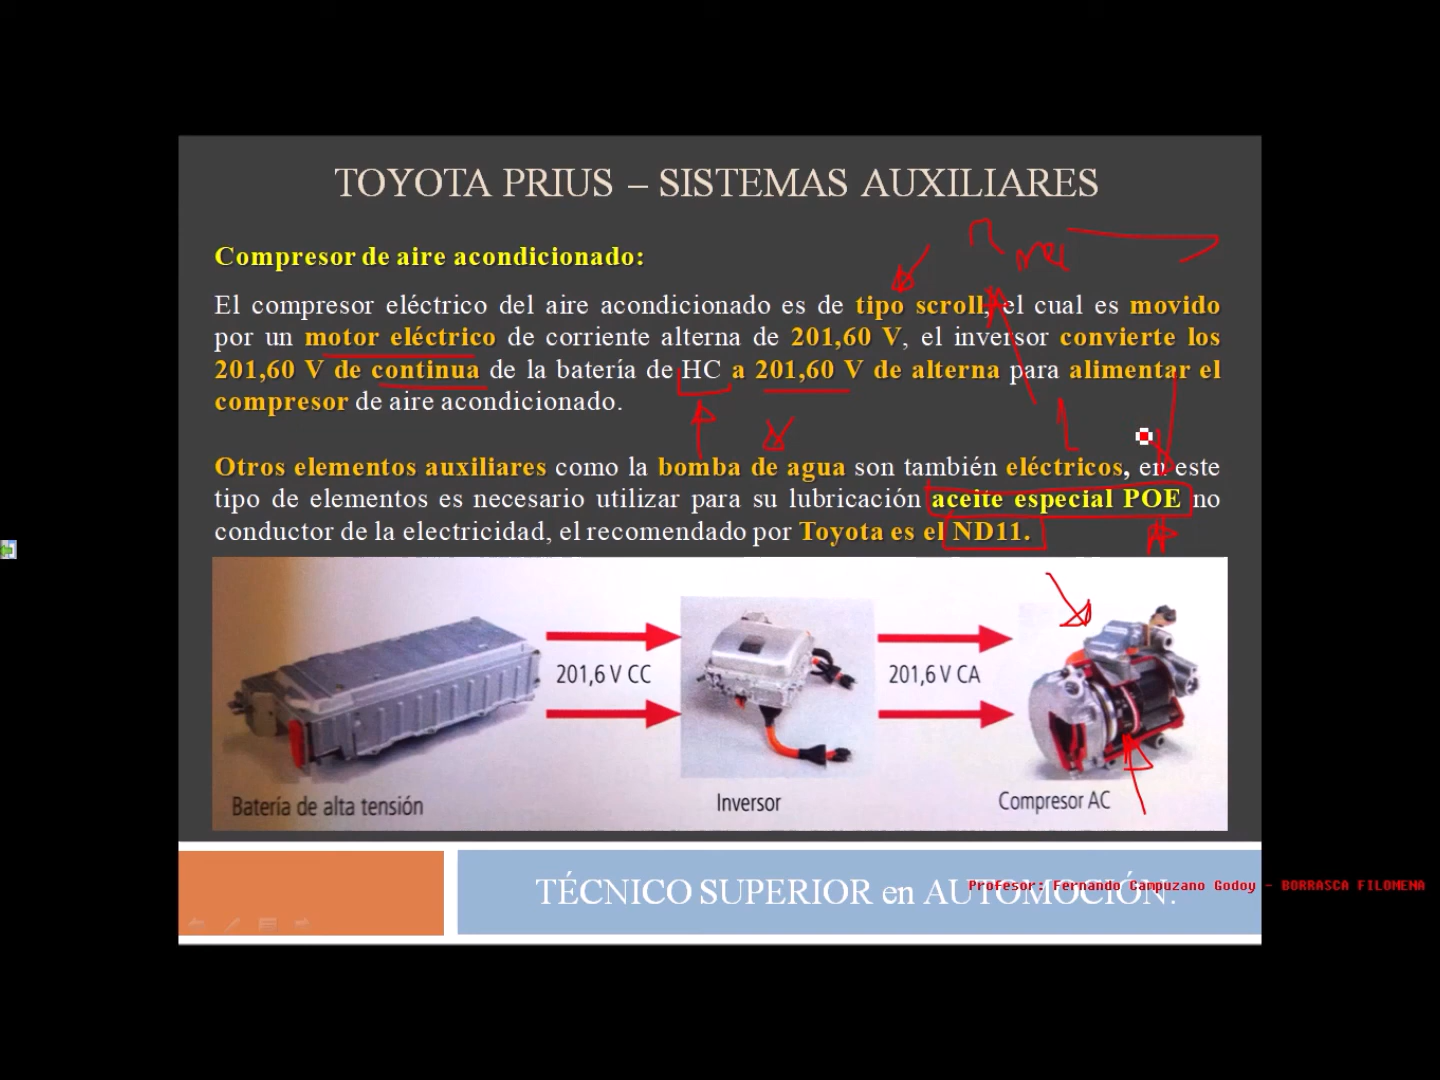 TOYOTA PRIUS – SISTEMAS AUXILIARES
Compresor de aire acondicionado:
El compresor eléctrico del aire acondicionado es de tipo scroll, el cual es movido
por un motor eléctrico de corriente alterna de 201,60 V, el inversor convierte los
201,60 V de continua de la batería de HC a 201,60 V de alterna para alimentar el
compresor de aire acondicionado.
Otros elementos auxiliares como la bomba de agua son también eléctricos, en este
tipo de elementos es necesario utilizar para su lubricación aceite especial POE no
conductor de la electricidad, el recomendado por Toyota es el ND11.
201,6 V CC
201,6 V CA
Batería de alta tensión
Inversor
Compresor AC
TÉCNICO SUPERIOR en AUTOMOCIÓN.
Profesor: Fernando Campuzano Godoy - BORRASCA FILOMENA